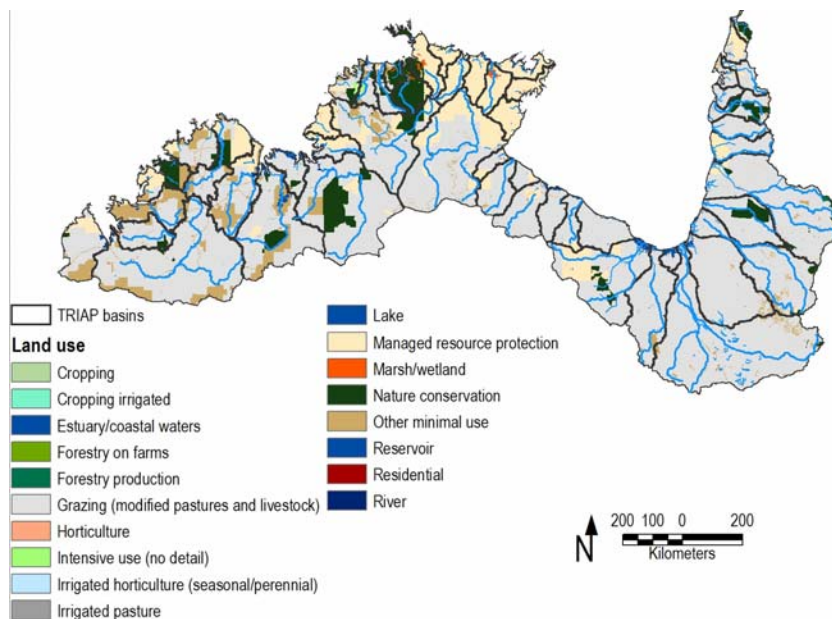 TRIAP basins
Land use
Cropping
Cropping irrigated
Estuary/coastal waters
Forestry on farms
Forestry production
Grazing (modified pastures and livestock)
Horticulture
Intensive use (no detail)
Irrigated horticulture (seasonal/perennial)
Irrigated pasture
Lake
Managed resource protection
Marsh/wetland
Nature conservation
Other minimal use
Reservoir
Residential
River
N
200 100 0 200
Kilometers